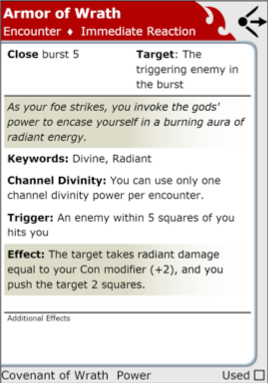 Armor of Wrath
Encounter ♦ Immediate Reaction
Close burst 5
Target: The
triggering enemy in
the burst
As your foe strikes, you invoke the gods'
power to encase yourself in a burning aura of
radiant energy.
Keywords: Divine, Radiant
Channel Divinity: You can use only one
channel divinity power per encounter.
Trigger: An enemy within 5 squares of you
hits you
Effect: The target takes radiant damage
equal to your Con modifier (+2), and you
push the target 2 squares.
Additional Effects
Covenant of Wrath Power
Used